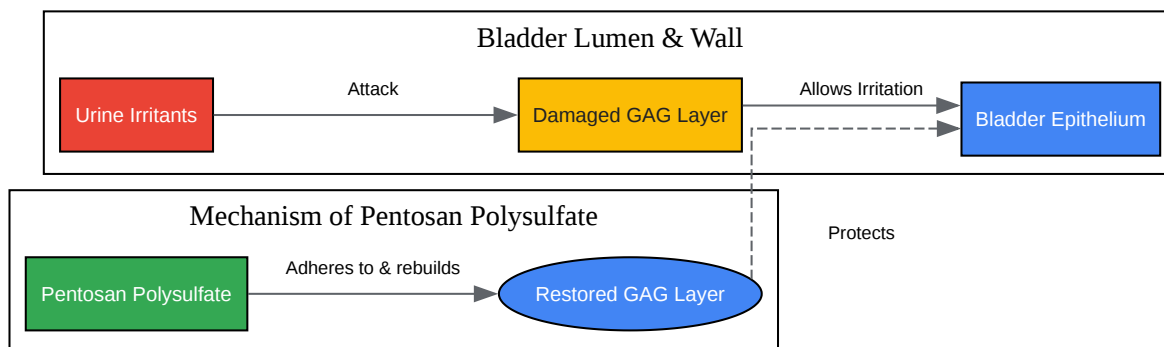 Bladder Lumen & Wall
Urine Irritants
Attack
Damaged GAG Layer
Allows Irritation
Bladder Epithelium
Mechanism of Pentosan Polysulfate
Protects
Pentosan Polysulfate
Adheres to & rebuilds
Restored GAG Layer